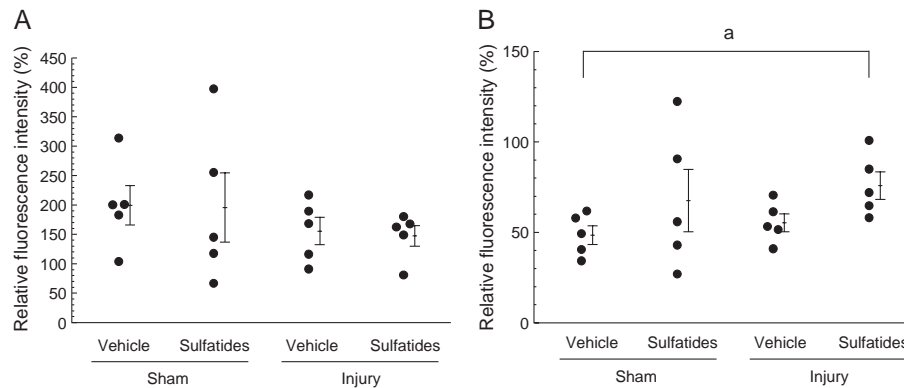 A
Relative fluorescence intensity (%)
450
400
350
300
250
200
150
100
50
0
Vehicle Sulfatides Vehicle Sulfatides
Sham Injury
B
Relative fluorescence intensity (%)
150
100
50
0
a
Vehicle Sulfatides Vehicle Sulfatides
Sham Injury